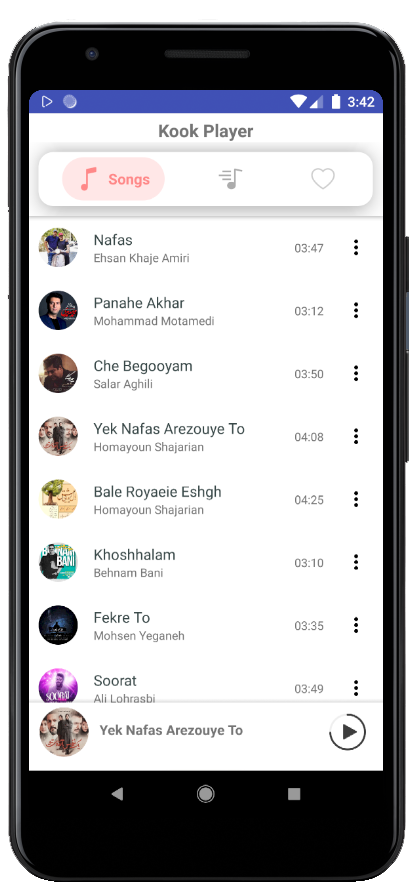 3:42
Kook Player
Songs
Nafas
03:47
Ehsan Khaje Amiri
Panahe Akhar
03:12
Mohammad Motamedi
Che Begooyam
03:50
Salar Aghili
Yek Nafas Arezouye To
04:08
Homayoun Shajarian
Bale Royaeie Eshgh
04:25
Homayoun Shajarian
Khoshhalam
03:10
Behnam Bani
BANI
Fekre To
03:35
Mohsen Yeganeh
Soorat
03:49
Ali Lohrasbi
SOORAT
Yek Nafas Arezouye To